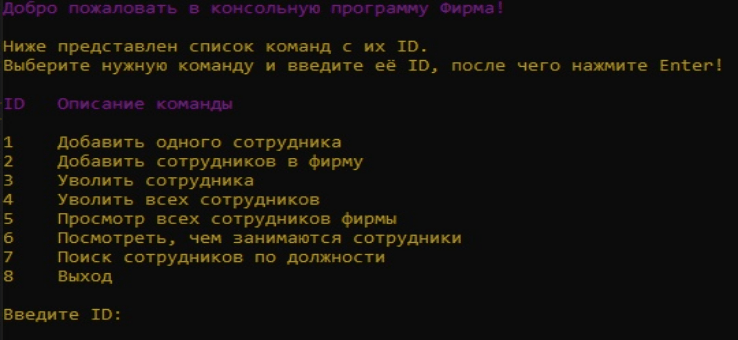 Добро пожаловать в консольную программу Фирма!
Ниже представлен список команд с их ID.
Выберите нужную команду и введите её ID, после чего нажмите Enter!
ID Описание команды
1 Добавить одного сотрудника
2 Добавить сотрудников в фирму
3 Уволить сотрудника
4 Уволить всех сотрудников
5 Просмотр всех сотрудников фирмы
6 Посмотреть, чем занимаются сотрудники
7 Поиск сотрудников по должности
8 Выход
Введите ID: